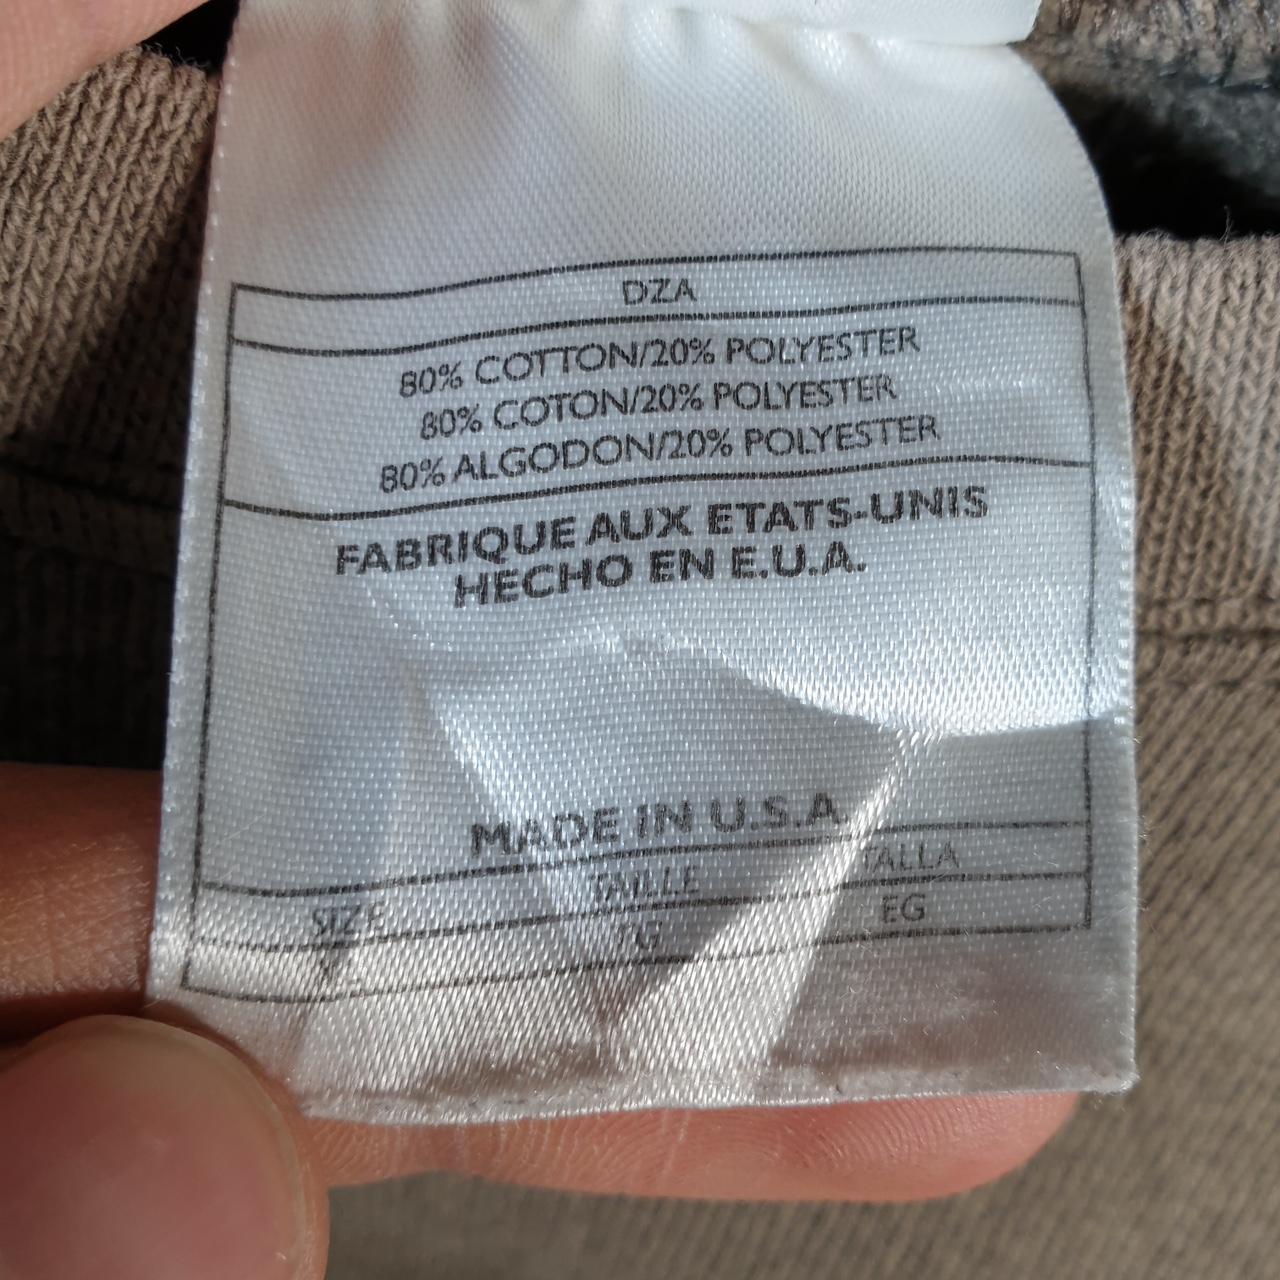 DZA
80% COTTON/20% POLYESTER
80% COTON/20% POLYESTER
80% ALGODON/20% POLYESTER
FABRIQUE AUX ETATS-UNIS
HECHO EN E.U.A.
MADE IN U.S.A.
SIZE TAILLE TALLA
EG